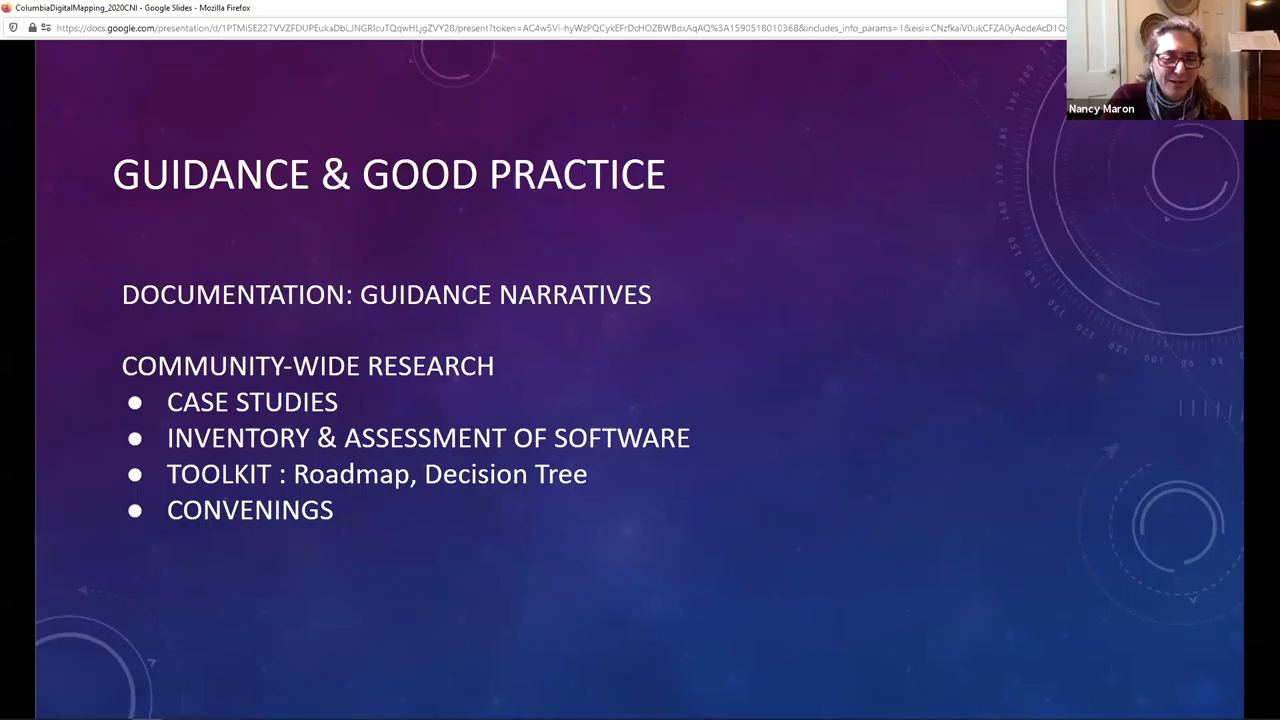 ColumbiaDigitalMapping_2020CNI - Google Slides - Mozilla Firefox
Nancy Maron
GUIDANCE & GOOD PRACTICE
DOCUMENTATION: GUIDANCE NARRATIVES
COMMUNITY-WIDE RESEARCH
● CASE STUDIES
● INVENTORY & ASSESSMENT OF SOFTWARE
● TOOLKIT : Roadmap, Decision Tree
● CONVENINGS